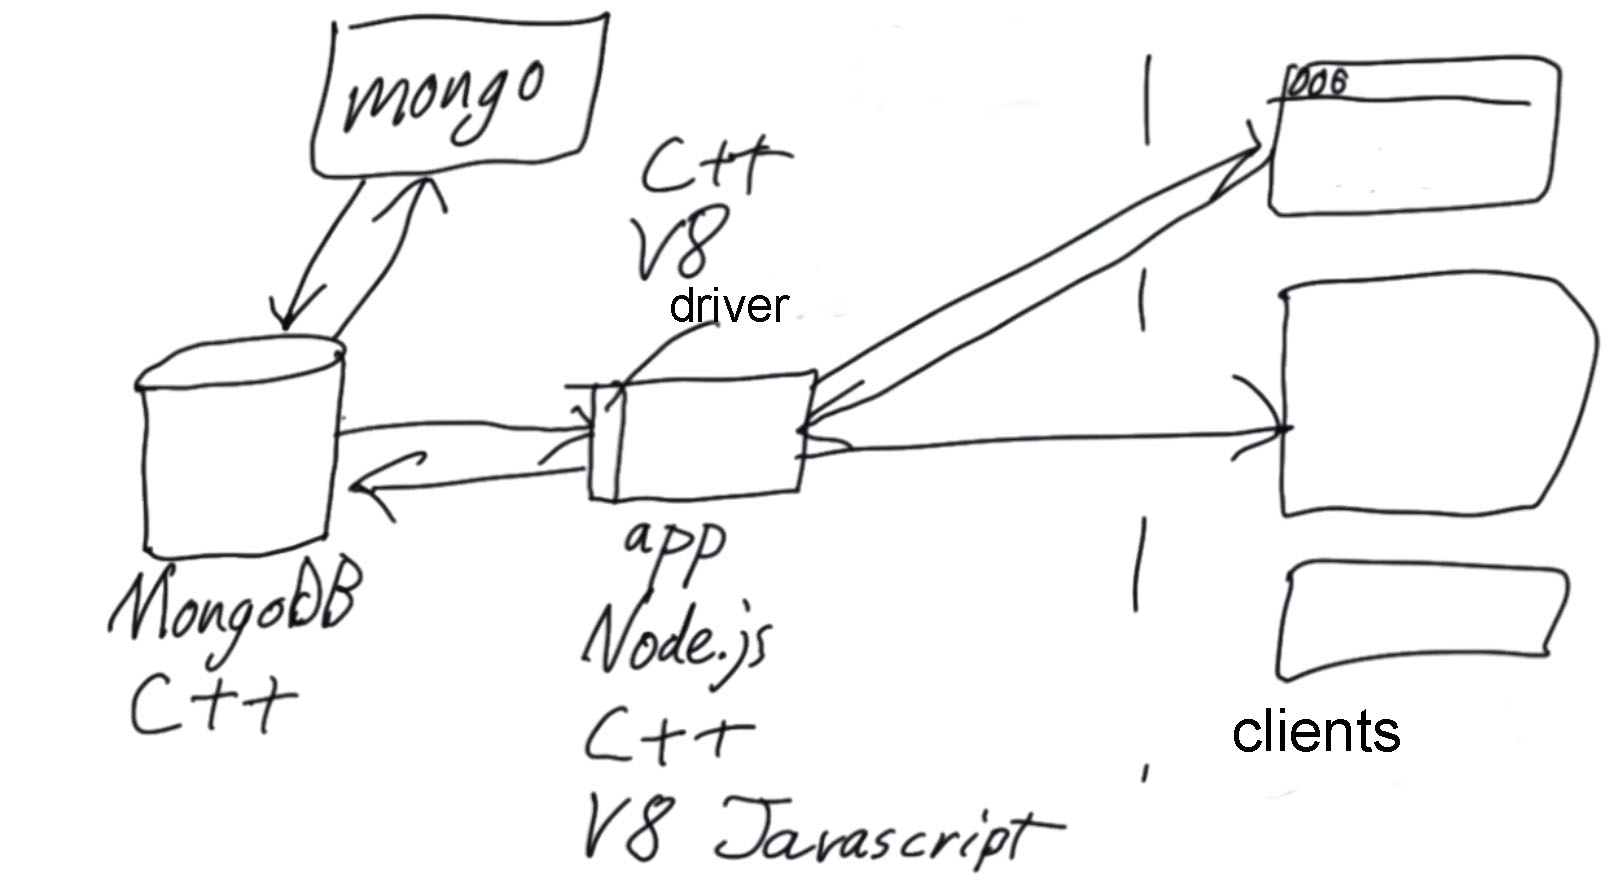 mongo
C++
V8
driver
MongoDB
C++
app
Node.js
C++
V8 Javascript
clients